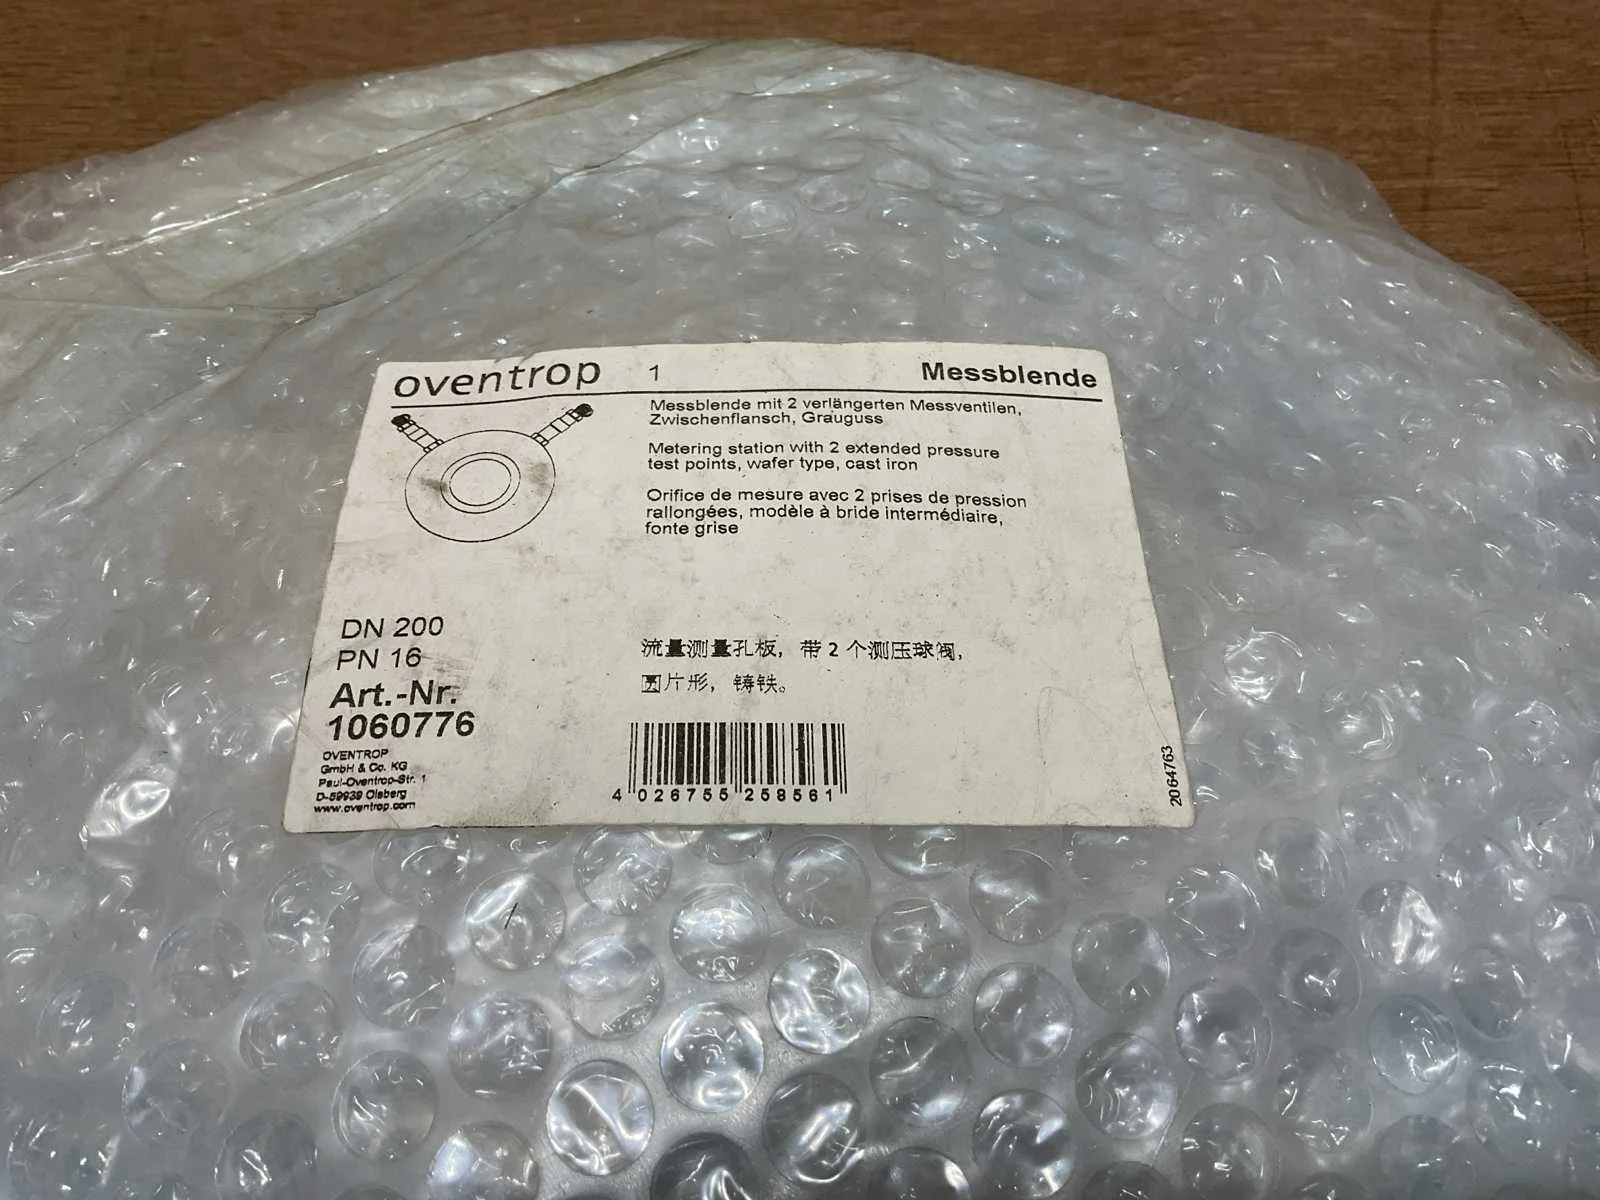 oventrop 1 Messblende
Messblende mit 2 verlängerten Messventilen,
Zwischenflansch, Grauguss
Metering station with 2 extended pressure
test points, wafer type, cast iron
Orifice de mesure avec 2 prises de pression
rallongées, modèle à bride intermédiaire,
fonte grise
DN 200
PN 16
Art.-Nr.
1060776
OVENTROP
GmbH & Co. KG
Paul-Oventrop-Str. 1
D-59939 Olsberg
www.oventrop.com
流量测量孔板, 带 2 个测压球阀,
圆片形, 铸铁。
4 026755 258561
2064763